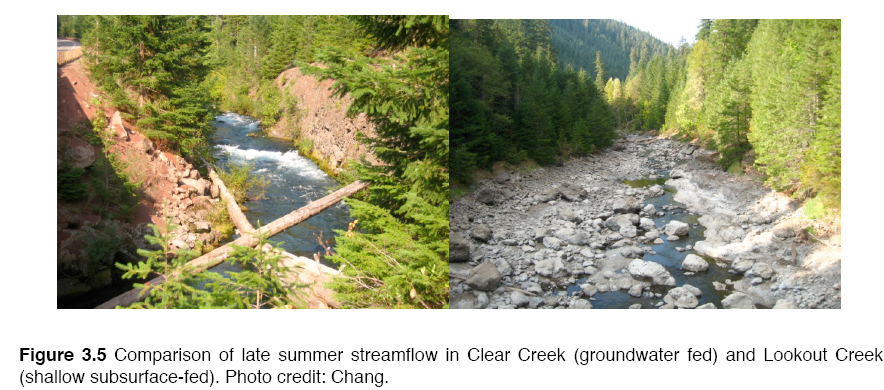 Figure 3.5 Comparison of late summer streamflow in Clear Creek (groundwater fed) and Lookout Creek
(shallow subsurface-fed). Photo credit: Chang.